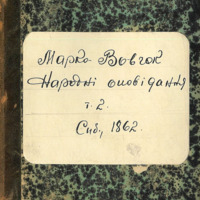 Марко Вовчок
Народні оповідання
т. 2.
Спб., 1862.